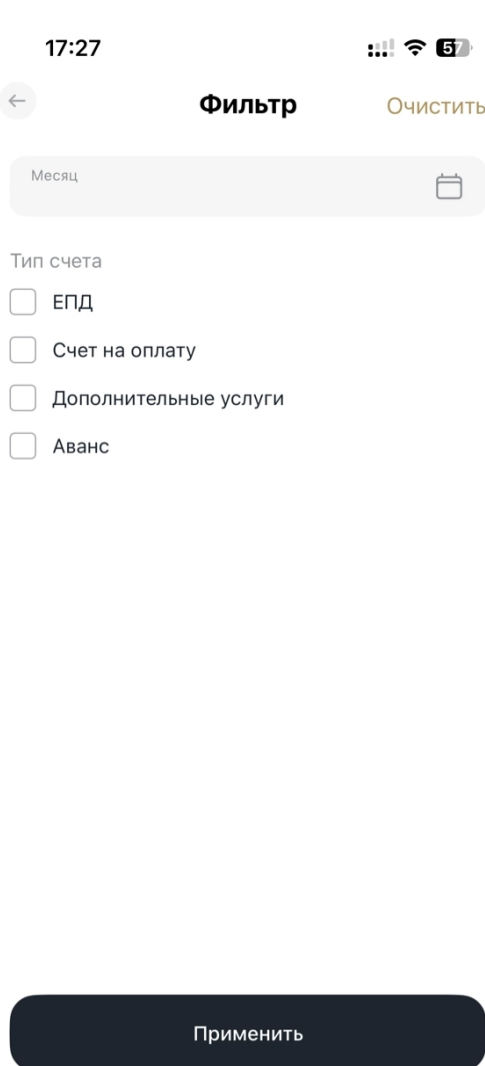 17:27
57
Фильтр
Очистить
Месяц
Тип счета
ЕПД
Счет на оплату
Дополнительные услуги
Аванс
Применить